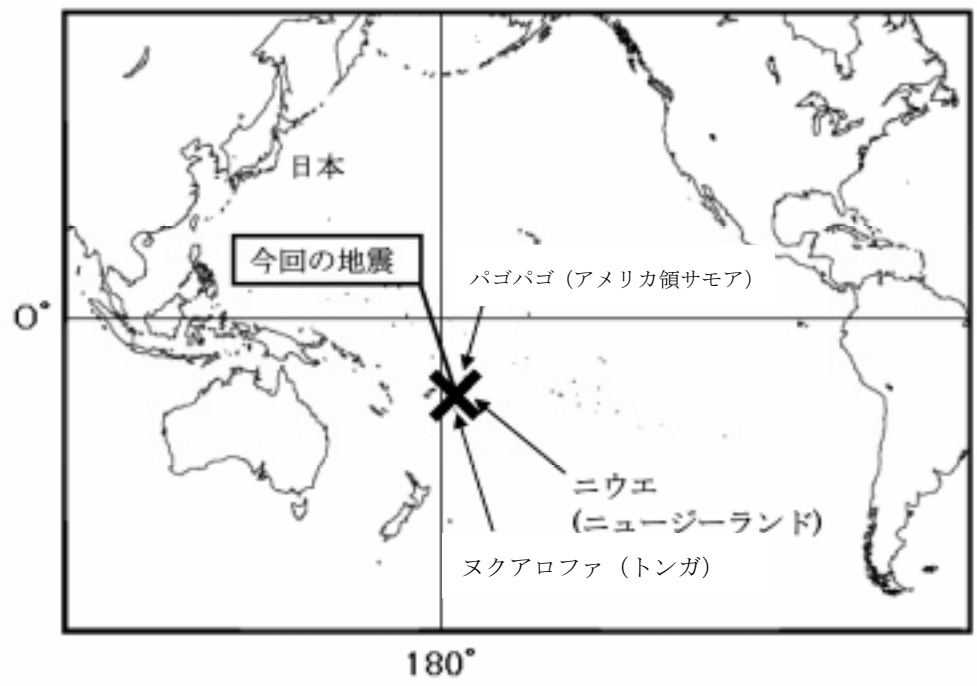 日本
今回の地震
パゴパゴ（アメリカ領サモア）
0°
ニウエ
(ニュージーランド)
ヌクアロファ（トンガ）
180°